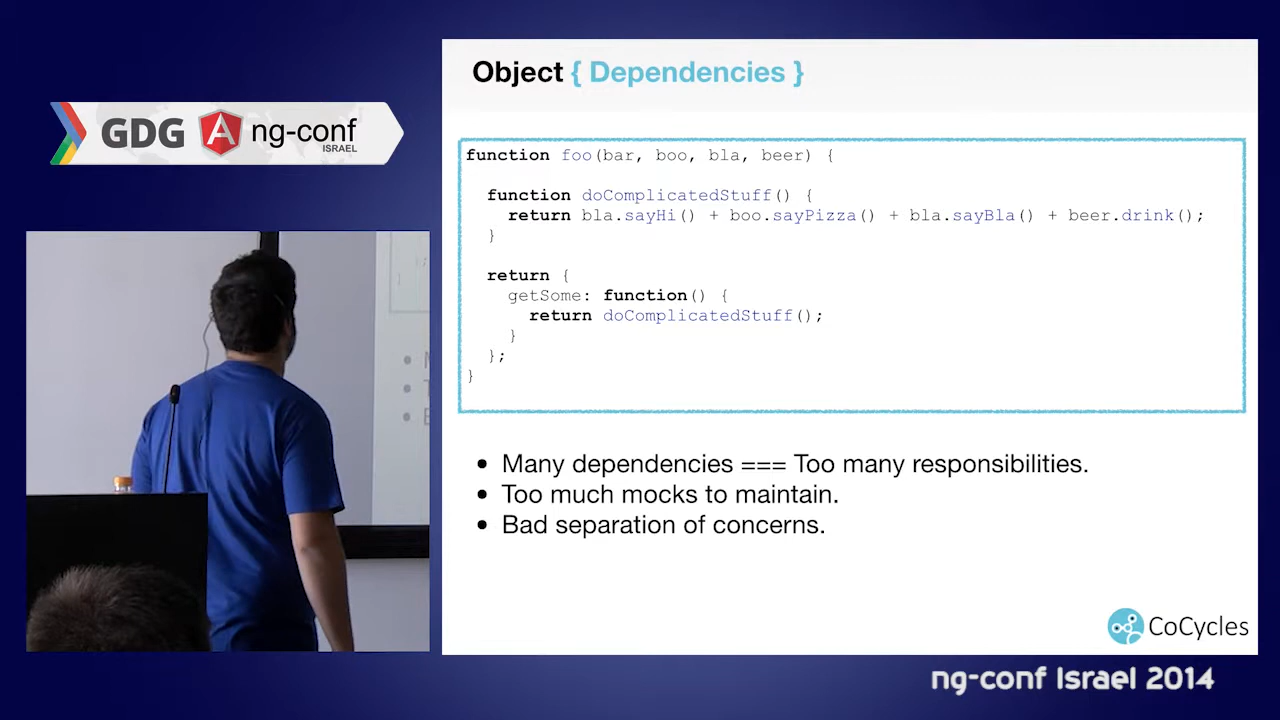 GDG ng-conf
ISRAEL
Object { Dependencies }
function foo(bar, boo, bla, beer) {
function doComplicatedStuff() {
return bla.sayHi() + boo.sayPizza() + bla.sayBla() + beer.drink();
}
return {
getSome: function() {
return doComplicatedStuff();
}
};
}
• Many dependencies === Too many responsibilities.
• Too much mocks to maintain.
• Bad separation of concerns.
CoCycles
ng-conf Israel 2014